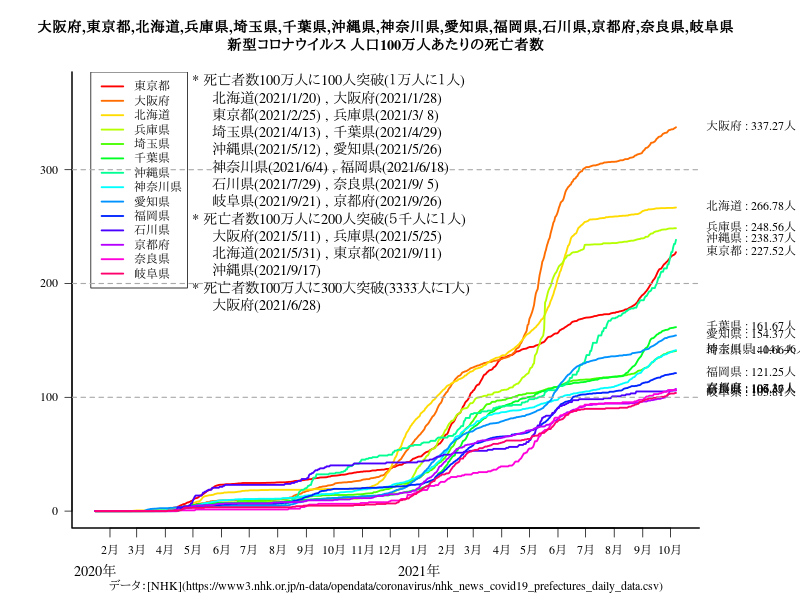 大阪府,東京都,北海道,兵庫県,埼玉県,千葉県,沖縄県,神奈川県,愛知県,福岡県,石川県,京都府,奈良県,岐阜県
新型コロナウイルス 人口100万人あたりの死亡者数
東京都
大阪府
北海道
兵庫県
埼玉県
千葉県
沖縄県
神奈川県
愛知県
福岡県
石川県
京都府
奈良県
岐阜県
* 死亡者数100万人に100人突破(1万人に1人)
北海道(2021/1/20) , 大阪府(2021/1/28)
東京都(2021/2/25) , 兵庫県(2021/3/ 8)
埼玉県(2021/4/13) , 千葉県(2021/4/29)
沖縄県(2021/5/12) , 愛知県(2021/5/26)
神奈川県(2021/6/4) , 福岡県(2021/6/18)
石川県(2021/7/29) , 奈良県(2021/9/ 5)
岐阜県(2021/9/21) , 京都府(2021/9/26)
* 死亡者数100万人に200人突破(5千人に1人)
大阪府(2021/5/11) , 兵庫県(2021/5/25)
北海道(2021/5/31) , 東京都(2021/9/11)
沖縄県(2021/9/17)
* 死亡者数100万人に300人突破(3333人に1人)
大阪府(2021/6/28)
大阪府 : 337.27人
北海道 : 266.78人
兵庫県 : 248.56人
沖縄県 : 238.37人
東京都 : 227.52人
千葉県 : 161.67人
愛知県 : 154.37人
福岡県 : 121.25人
300
200
100
0
2月 3月 4月 5月 6月 7月 8月 9月 10月 11月 12月 1月 2月 3月 4月 5月 6月 7月 8月 9月 10月
2020年 2021年
データ：[NHK](https://www3.nhk.or.jp/n-data/opendata/coronavirus/nhk_news_covid19_prefectures_daily_data.csv)